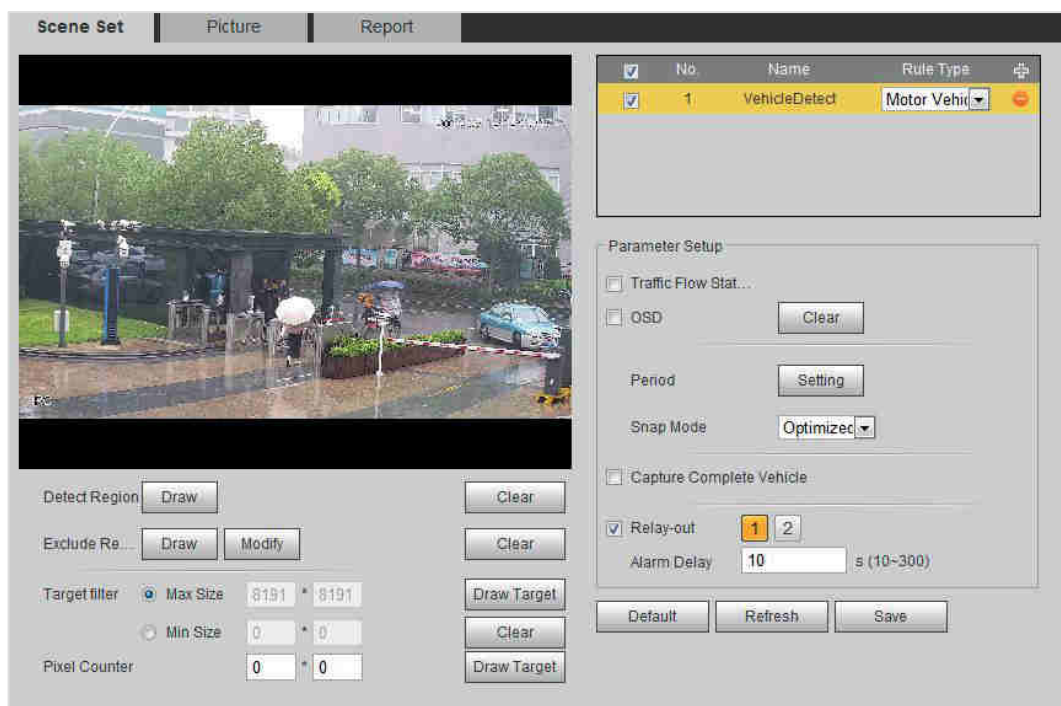 Scene Set Picture Report
No. Name Rule Type
1 VehicleDetect Motor Vehic
Parameter Setup
Traffic Flow Stat...
OSD Clear
Period Setting
Snap Mode Optimized
Capture Complete Vehicle
Relay-out 1 2
Alarm Delay 10 s (10~300)
Default Refresh Save
Detect Region Draw Clear
Exclude Re.... Draw Modify Clear
Target filter Max Size 8191 * 8191 Draw Target
Min Size 0 * 0 Clear
Pixel Counter 0 * 0 Draw Target